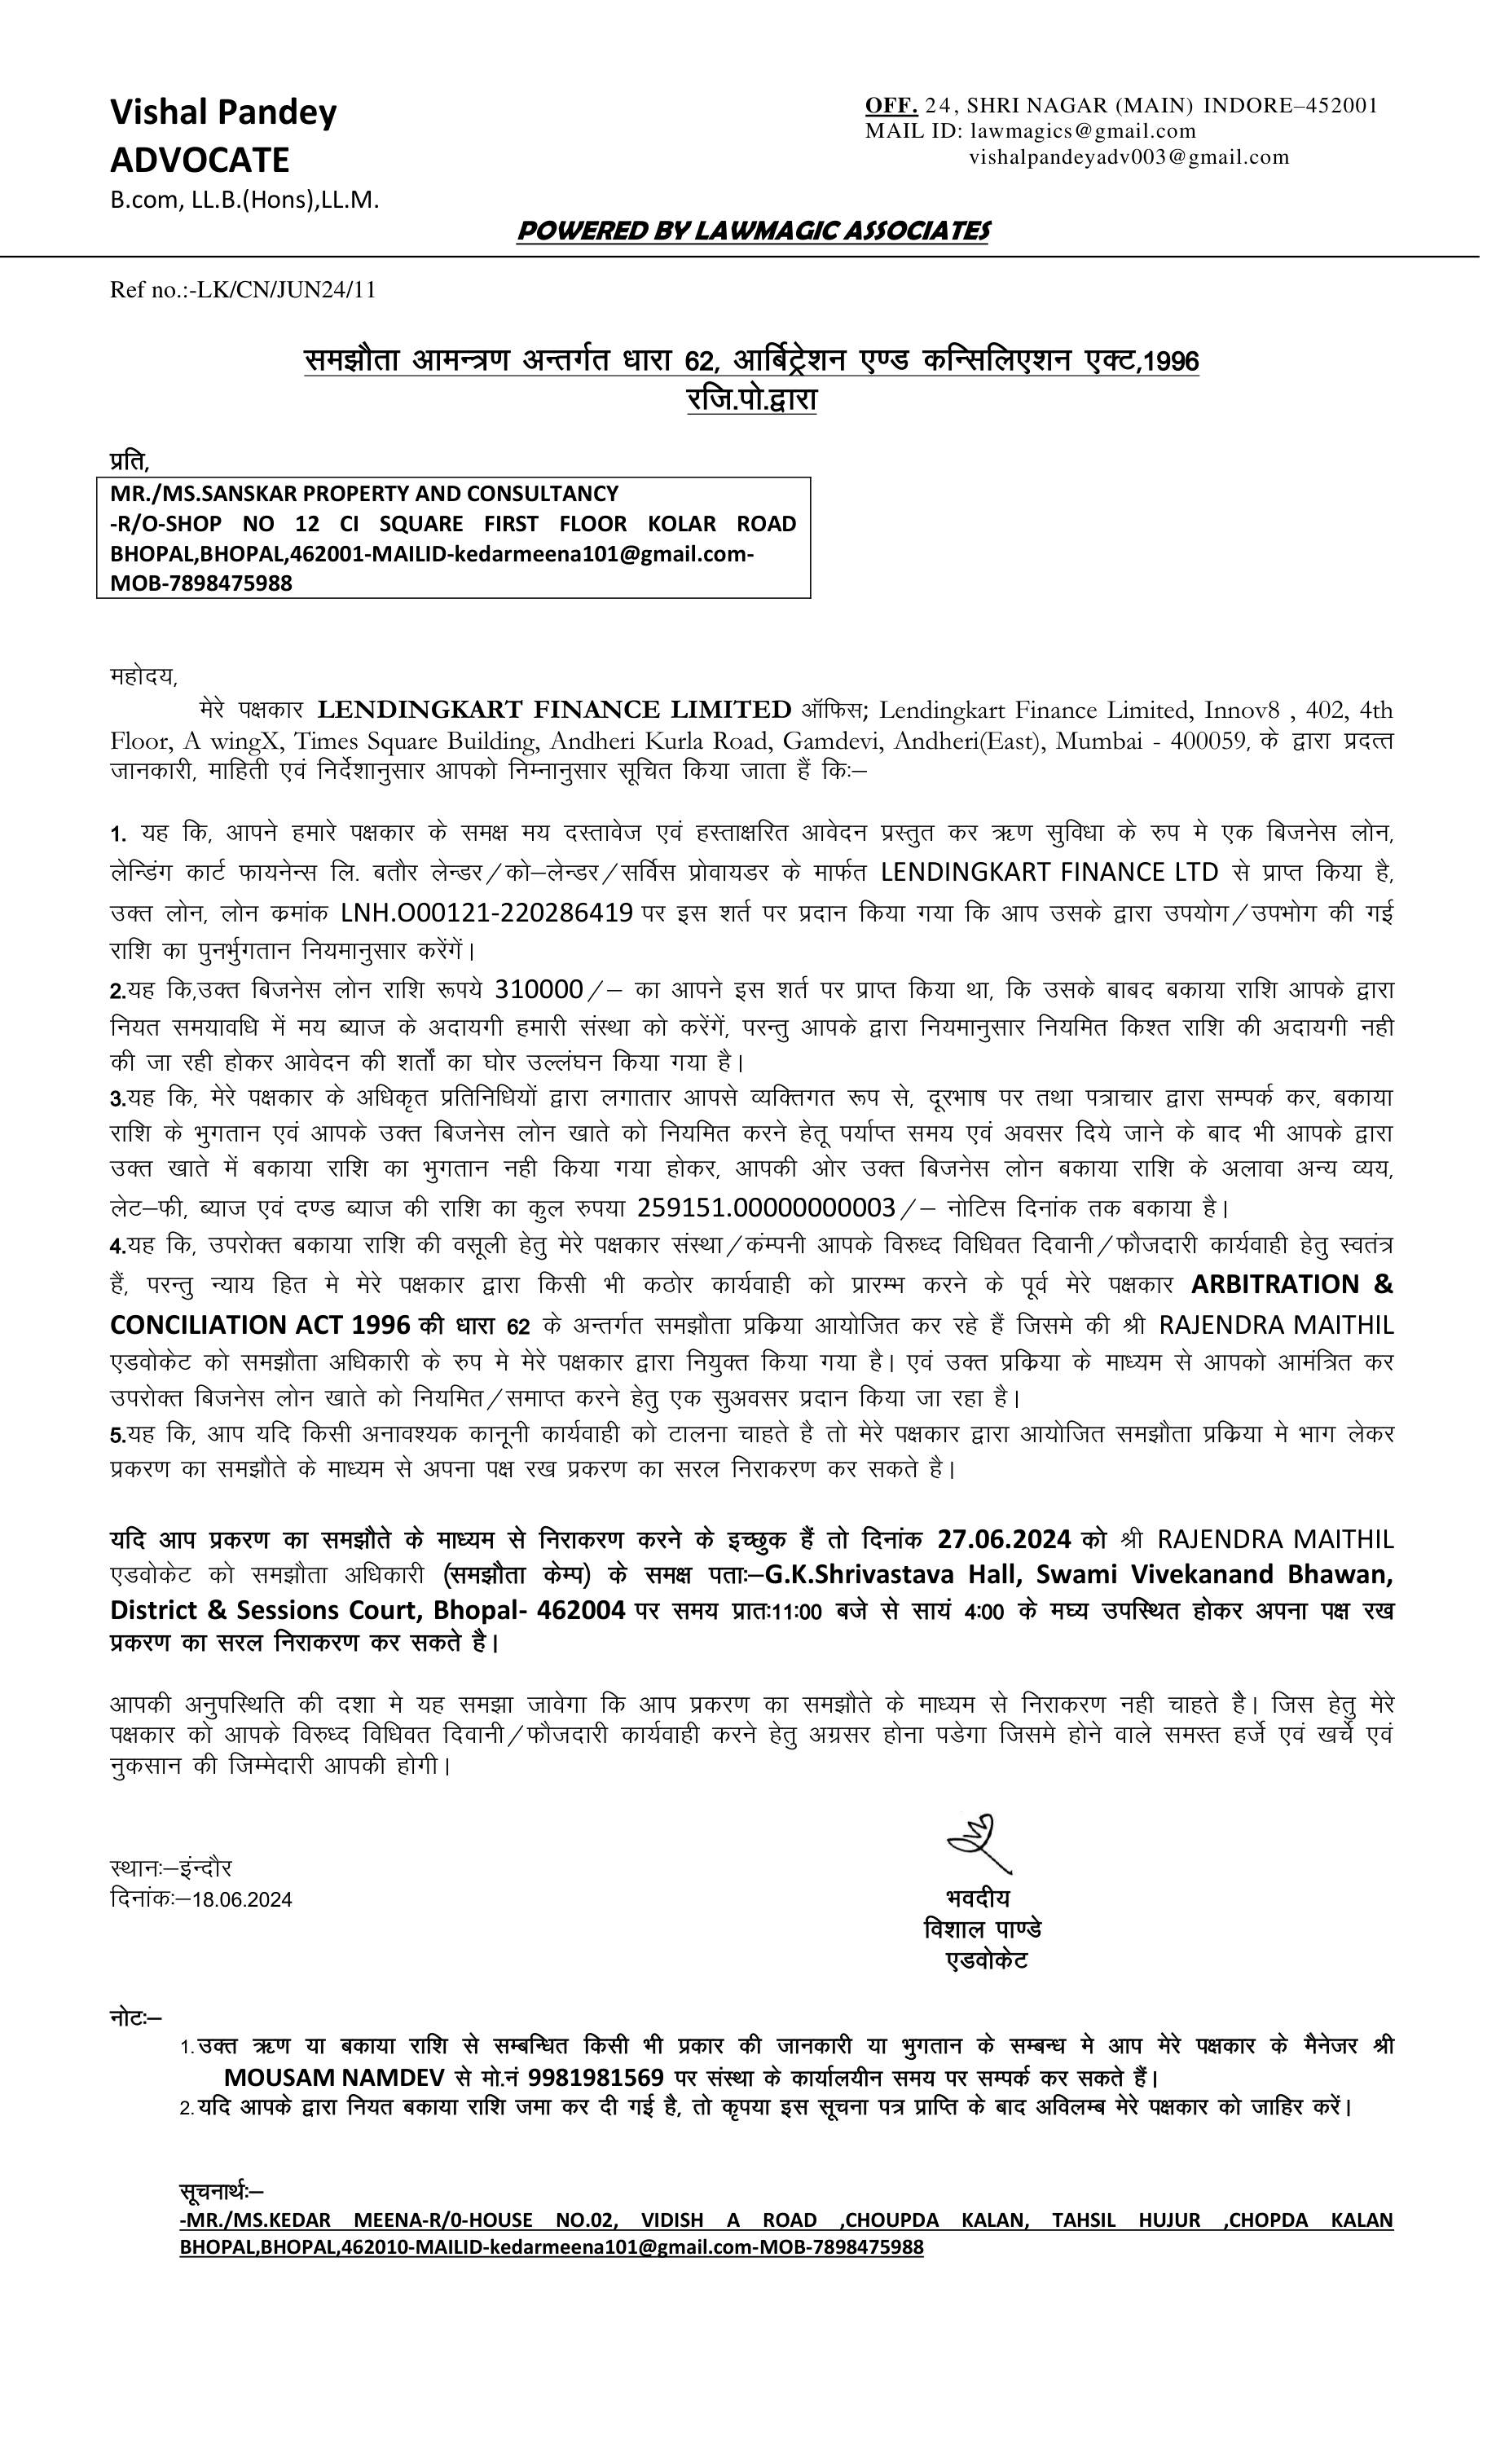 Vishal Pandey
ADVOCATE
B.com, LL.B.(Hons),LL.M.
OFF. 24, SHRI NAGAR (MAIN) INDORE–452001
MAIL ID: lawmagics@gmail.com
vishalpandeyadv003@gmail.com
POWERED BY LAWMAGIC ASSOCIATES
Ref no.:-LK/CN/JUN24/11
समझौता आमन्त्रण अन्तर्गत धारा 62, आर्बिट्रेशन एण्ड कन्सिलिएशन एक्ट,1996
रजि.पो.द्वारा
प्रति,
MR./MS.SANSKAR PROPERTY AND CONSULTANCY
-R/O-SHOP NO 12 CI SQUARE FIRST FLOOR KOLAR ROAD
BHOPAL,BHOPAL,462001-MAILID-kedarmeena101@gmail.com-
MOB-7898475988
महोदय,
मेरे पक्षकार LENDINGKART FINANCE LIMITED ऑफिस; Lendingkart Finance Limited, Innov8 , 402, 4th
Floor, A wingX, Times Square Building, Andheri Kurla Road, Gamdevi, Andheri(East), Mumbai - 400059, के द्वारा प्रदत्त
जानकारी, माहिती एवं निर्देशानुसार आपको निम्नानुसार सूचित किया जाता हैं कि:–
1. यह कि, आपने हमारे पक्षकार के समक्ष मय दस्तावेज एवं हस्ताक्षरित आवेदन प्रस्तुत कर ऋण सुविधा के रुप मे एक बिजनेस लोन,
लेन्डिंग कार्ट फायनेन्स लि. बतौर लेन्डर/को–लेन्डर/सर्विस प्रोवायडर के मार्फत LENDINGKART FINANCE LTD से प्राप्त किया है,
उक्त लोन, लोन क्रमांक LNH.O00121-220286419 पर इस शर्त पर प्रदान किया गया कि आप उसके द्वारा उपयोग/उपभोग की गई
राशि का पुनर्भुगतान नियमानुसार करेंगें।
2.यह कि,उक्त बिजनेस लोन राशि रूपये 310000/– का आपने इस शर्त पर प्राप्त किया था, कि उसके बाबद बकाया राशि आपके द्वारा
नियत समयावधि में मय ब्याज के अदायगी हमारी संस्था को करेंगें, परन्तु आपके द्वारा नियमानुसार नियमित किश्त राशि की अदायगी नही
की जा रही होकर आवेदन की शर्तों का घोर उल्लंघन किया गया है।
3.यह कि, मेरे पक्षकार के अधिकृत प्रतिनिधियों द्वारा लगातार आपसे व्यक्तिगत रूप से, दूरभाष पर तथा पत्राचार द्वारा सम्पर्क कर, बकाया
राशि के भुगतान एवं आपके उक्त बिजनेस लोन खाते को नियमित करने हेतू पर्याप्त समय एवं अवसर दिये जाने के बाद भी आपके द्वारा
उक्त खाते में बकाया राशि का भुगतान नही किया गया होकर, आपकी ओर उक्त बिजनेस लोन बकाया राशि के अलावा अन्य व्यय,
लेट–फी, ब्याज एवं दण्ड ब्याज की राशि का कुल रुपया 259151.00000000003/– नोटिस दिनांक तक बकाया है।
4.यह कि, उपरोक्त बकाया राशि की वसूली हेतु मेरे पक्षकार संस्था/कंम्पनी आपके विरुध्द विधिवत दिवानी/फौजदारी कार्यवाही हेतु स्वतंत्र
हैं, परन्तु न्याय हित मे मेरे पक्षकार द्वारा किसी भी कठोर कार्यवाही को प्रारम्भ करने के पूर्व मेरे पक्षकार ARBITRATION &
CONCILIATION ACT 1996 की धारा 62 के अन्तर्गत समझौता प्रक्रिया आयोजित कर रहे हैं जिसमे की श्री RAJENDRA MAITHIL
एडवोकेट को समझौता अधिकारी के रुप मे मेरे पक्षकार द्वारा नियुक्त किया गया है। एवं उक्त प्रक्रिया के माध्यम से आपको आमंत्रित कर
उपरोक्त बिजनेस लोन खाते को नियमित/समाप्त करने हेतु एक सुअवसर प्रदान किया जा रहा है।
5.यह कि, आप यदि किसी अनावश्यक कानूनी कार्यवाही को टालना चाहते है तो मेरे पक्षकार द्वारा आयोजित समझौता प्रक्रिया मे भाग लेकर
प्रकरण का समझौते के माध्यम से अपना पक्ष रख प्रकरण का सरल निराकरण कर सकते है।
यदि आप प्रकरण का समझौते के माध्यम से निराकरण करने के इच्छुक हैं तो दिनांक 27.06.2024 को श्री RAJENDRA MAITHIL
एडवोकेट को समझौता अधिकारी (समझौता केम्प) के समक्ष पता:–G.K.Shrivastava Hall, Swami Vivekanand Bhawan,
District & Sessions Court, Bhopal- 462004 पर समय प्रात:11:00 बजे से सायं 4:00 के मघ्य उपस्थित होकर अपना पक्ष रख
प्रकरण का सरल निराकरण कर सकते है।
आपकी अनुपस्थिति की दशा मे यह समझा जावेगा कि आप प्रकरण का समझौते के माध्यम से निराकरण नही चाहते है। जिस हेतु मेरे
पक्षकार को आपके विरुध्द विधिवत दिवानी/फौजदारी कार्यवाही करने हेतु अग्रसर होना पडेगा जिसमे होने वाले समस्त हर्जे एवं खर्चे एवं
नुकसान की जिम्मेदारी आपकी होगी।
स्थान:–इंन्दौर
दिनांक:–18.06.2024
भवदीय
विशाल पाण्डे
एडवोकेट
नोट:–
1. उक्त ऋण या बकाया राशि से सम्बन्धित किसी भी प्रकार की जानकारी या भुगतान के सम्बन्ध मे आप मेरे पक्षकार के मैनेजर श्री
MOUSAM NAMDEV से मो.नं 9981981569 पर संस्था के कार्यालयीन समय पर सम्पर्क कर सकते हैं।
2. यदि आपके द्वारा नियत बकाया राशि जमा कर दी गई है, तो कृपया इस सूचना पत्र प्राप्ति के बाद अविलम्ब मेरे पक्षकार को जाहिर करें।
सूचनार्थ:–
-MR./MS.KEDAR MEENA-R/0-HOUSE NO.02, VIDISH A ROAD ,CHOUPDA KALAN, TAHSIL HUJUR ,CHOPDA KALAN
BHOPAL,BHOPAL,462010-MAILID-kedarmeena101@gmail.com-MOB-7898475988